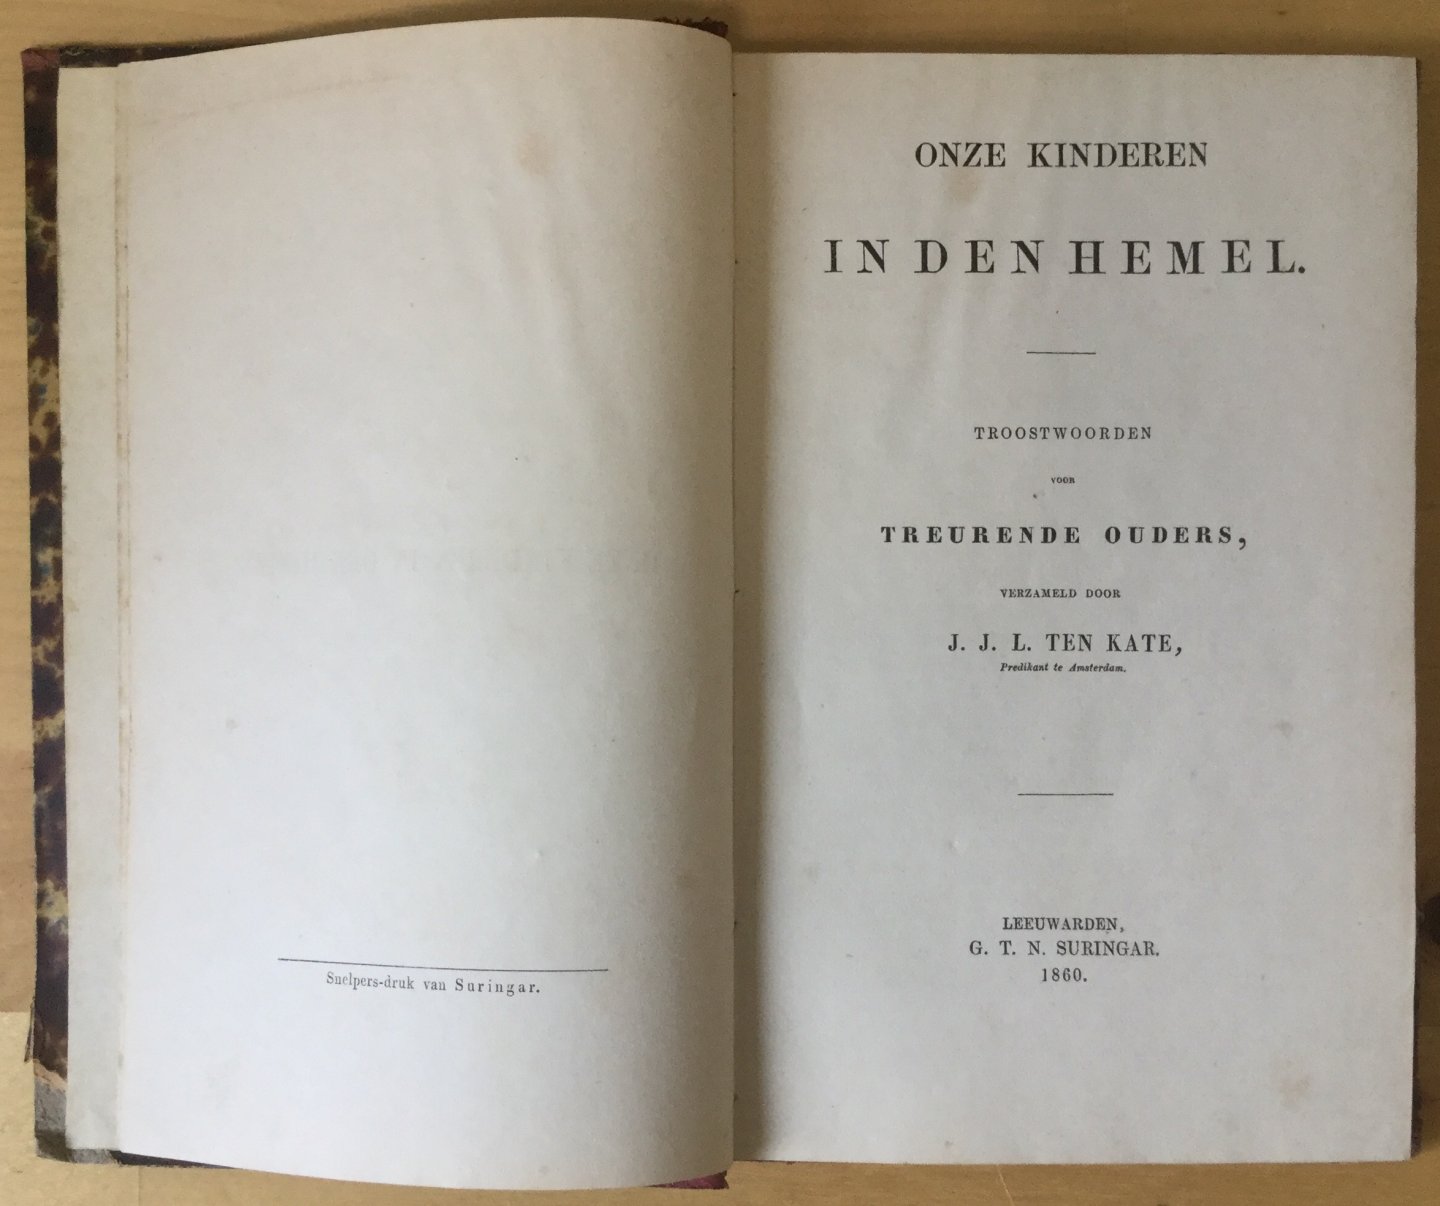 Snelpers-druk van Suringar.
ONZE KINDEREN
IN DEN HEMEL.
TROOSTWOORDEN
VOOR
TREURENDE OUDERS,
VERZAMELD DOOR
J. J. L. TEN KATE,
Predikant te Amsterdam.
LEEUWARDEN,
G. T. N. SURINGAR.
1860.